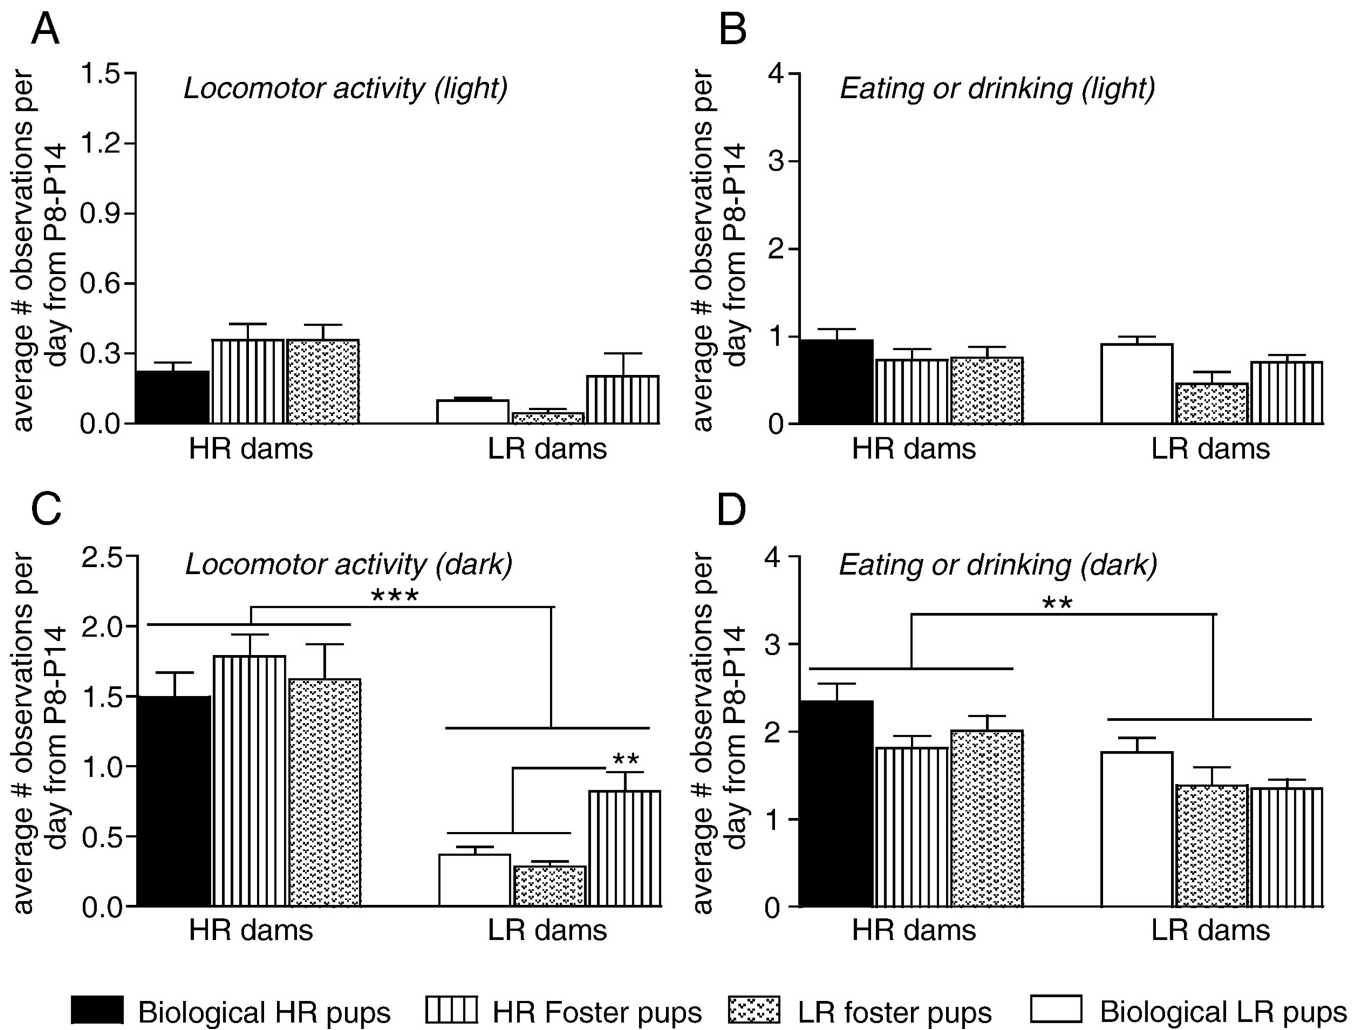 A
average # observations per
day from P8-P14
1.5
1.2
0.9
0.6
0.3
0.0
Locomotor activity (light)
HR dams
LR dams
B
average # observations per
day from P8-P14
4
3
2
1
0
Eating or drinking (light)
HR dams
LR dams
C
average # observations per
day from P8-P14
2.5
2.0
1.5
1.0
0.5
0.0
Locomotor activity (dark)
***
**
HR dams
LR dams
D
average # observations per
day from P8-P14
4
3
2
1
0
Eating or drinking (dark)
**
HR dams
LR dams
Biological HR pups
HR Foster pups
LR foster pups
Biological LR pups